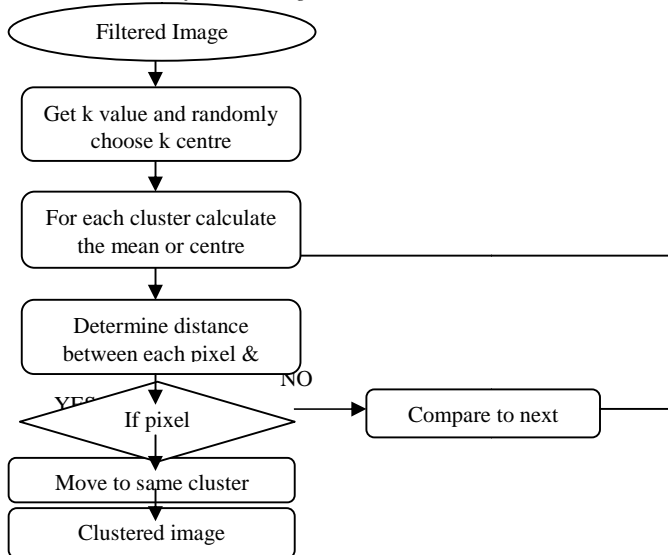 Filtered Image
Get k value and randomly
choose k centre
For each cluster calculate
the mean or centre
Determine distance
between each pixel &
NO
YES
If pixel
Compare to next
Move to same cluster
Clustered image